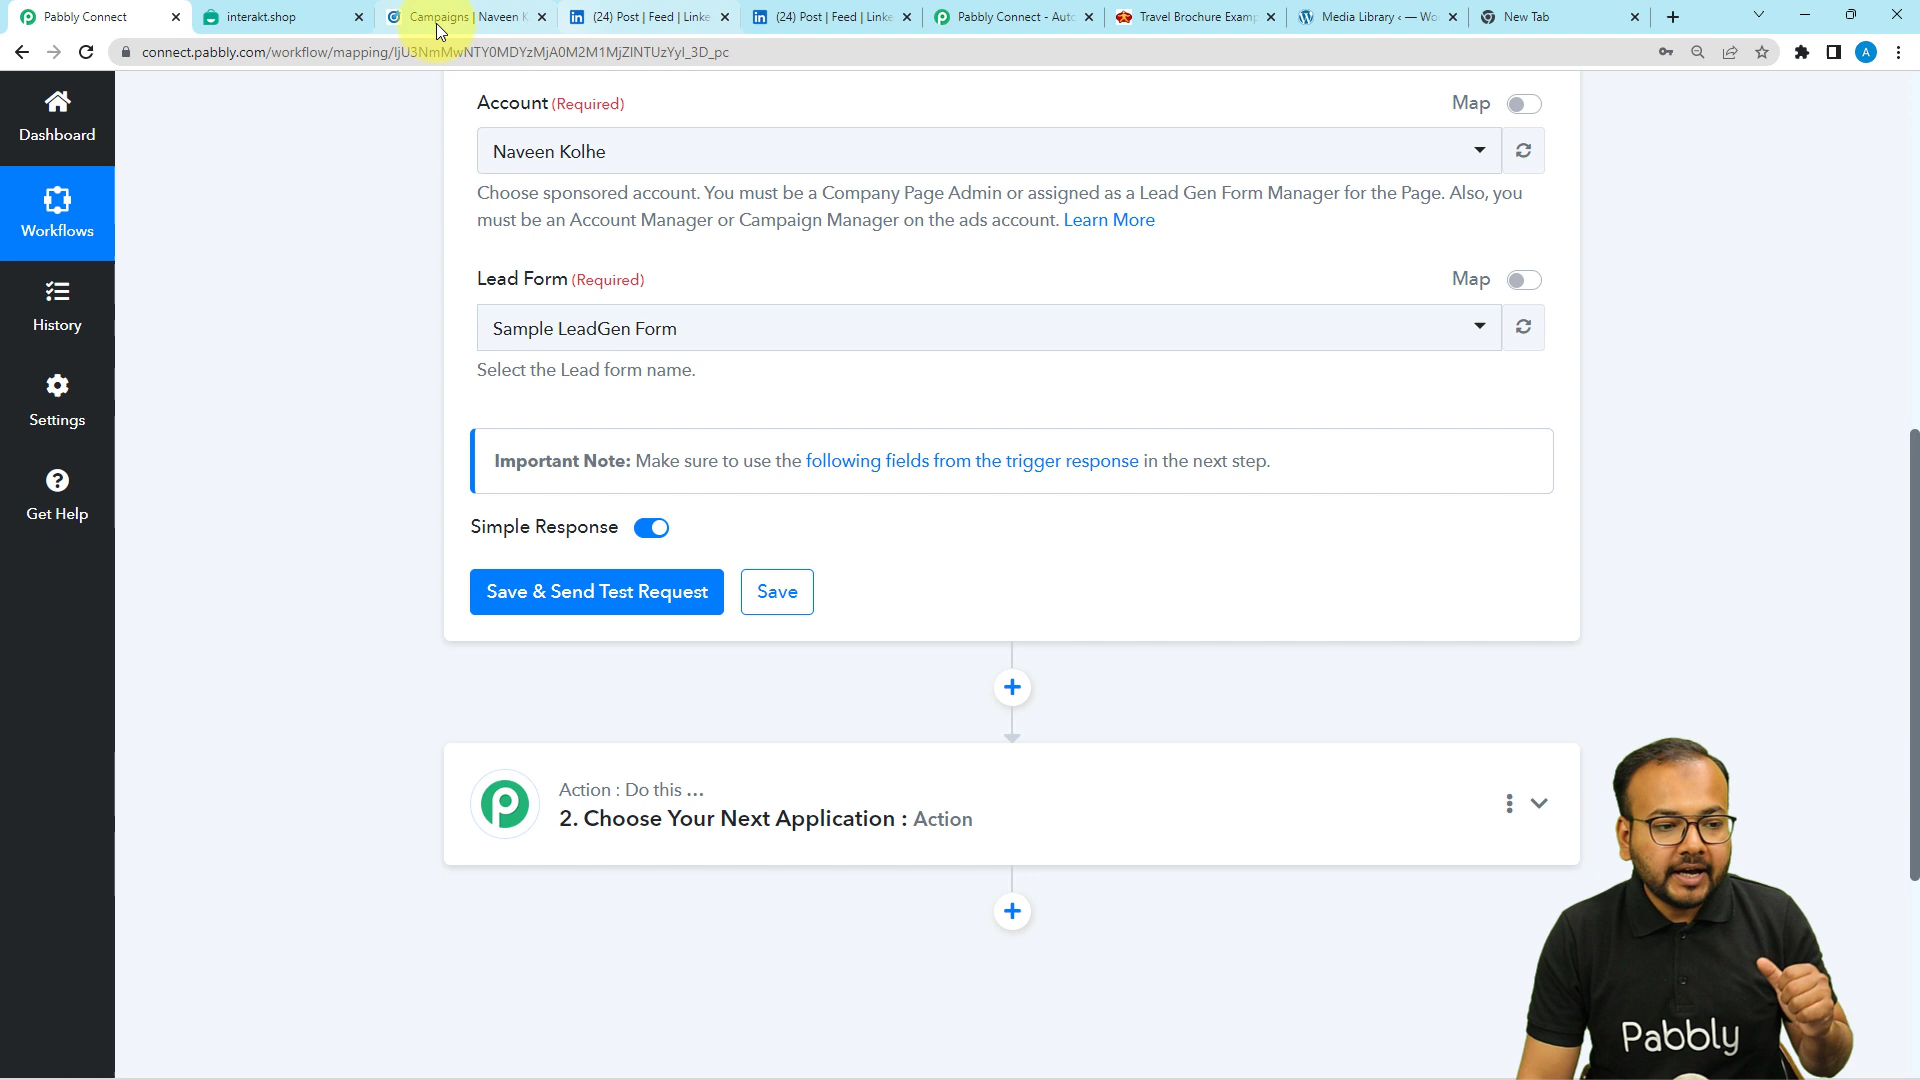 Pabbly Connect
interakt.shop
Campaigns | Naveen K
(24) Post | Feed | Linke
(24) Post | Feed | Linke
Pabbly Connect - Auto
Travel Brochure Examp
Media Library ‹ — Wo
New Tab
connect.pabbly.com/workflow/mapping/IjU3NmMwNTY0MDYzMjA0M2M1MjZlNTUzYyI_3D_pc
A
Dashboard
Workflows
History
Settings
Get Help
Account (Required)
Map
Naveen Kolhe
Choose sponsored account. You must be a Company Page Admin or assigned as a Lead Gen Form Manager for the Page. Also, you
must be an Account Manager or Campaign Manager on the ads account. Learn More
Lead Form (Required)
Map
Sample LeadGen Form
Select the Lead form name.
Important Note: Make sure to use the following fields from the trigger response in the next step.
Simple Response
Save & Send Test Request
Save
Action : Do this ...
2. Choose Your Next Application : Action
Pabbly